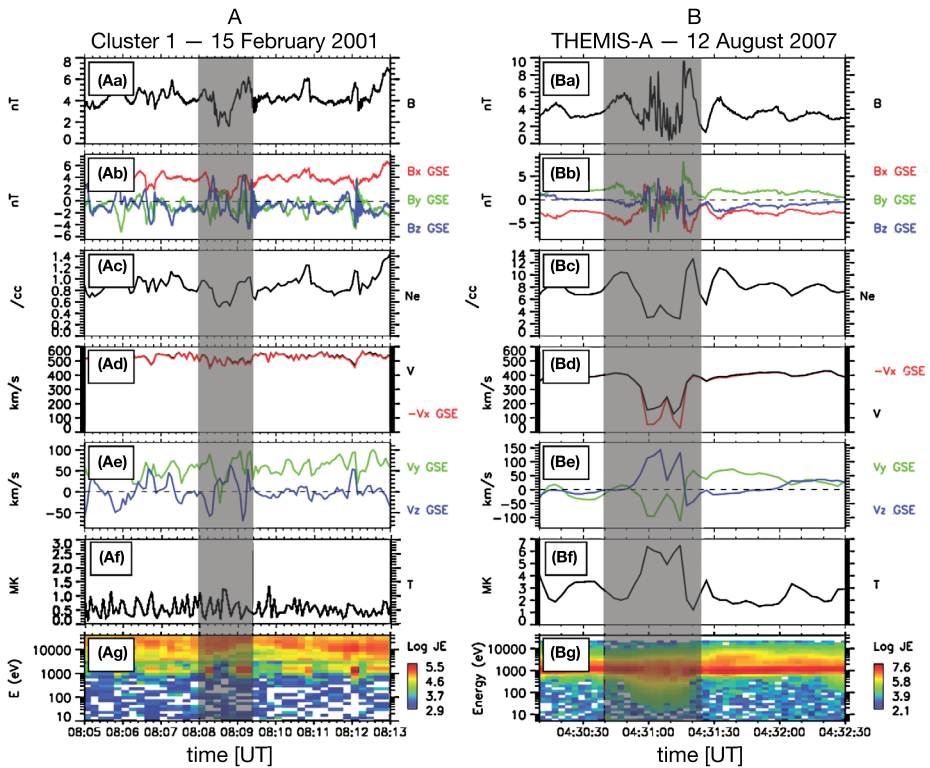 A
Cluster 1 — 15 February 2001
(Aa)
8
6
4
2
0
nT
B
(Ab)
6
4
2
0
−2
−4
−6
nT
Bx GSE
By GSE
Bz GSE
(Ac)
1.4
1.2
1.0
0.8
0.6
0.4
0.2
0.0
/cc
Ne
(Ad)
600
500
400
300
200
100
0
km/s
V
−Vx GSE
(Ae)
100
50
0
−50
km/s
Vy GSE
Vz GSE
(Af)
3.0
2.5
2.0
1.5
1.0
0.5
0.0
MK
T
(Ag)
10000
1000
100
10
E (eV)
Log JE
5.5
4.6
3.7
2.9
08:05 08:06 08:07 08:08 08:09 08:10 08:11 08:12 08:13
time [UT]
B
THEMIS-A — 12 August 2007
(Ba)
10
8
6
4
2
0
nT
B
(Bb)
5
0
−5
nT
Bx GSE
By GSE
Bz GSE
(Bc)
14
12
10
8
6
4
2
0
/cc
Ne
(Bd)
600
500
400
300
200
100
0
km/s
−Vx GSE
V
(Be)
150
100
50
0
−50
−100
km/s
Vy GSE
Vz GSE
(Bf)
7
6
5
4
3
2
1
0
MK
T
(Bg)
10000
1000
100
10
Energy (eV)
Log JE
7.6
5.8
3.9
2.1
04:30:30 04:31:00 04:31:30 04:32:00 04:32:30
time [UT]